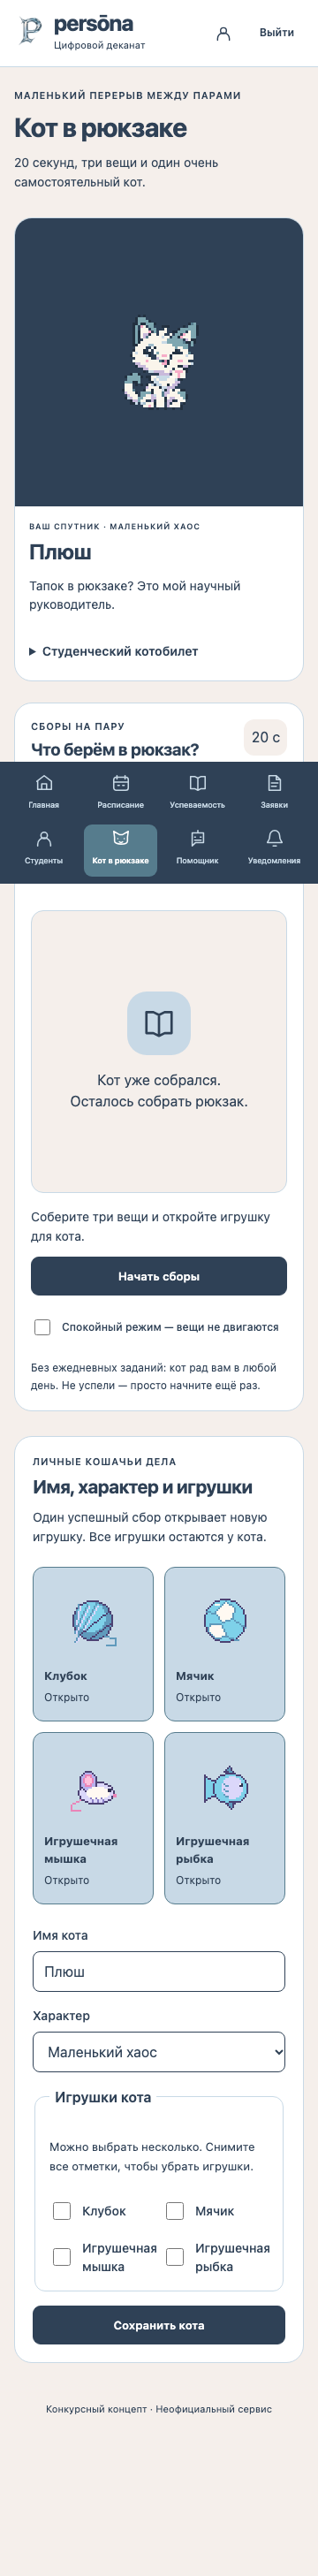 persōna
Цифровой деканат
Выйти
МАЛЕНЬКИЙ ПЕРЕРЫВ МЕЖДУ ПАРАМИ
Кот в рюкзаке
20 секунд, три вещи и один очень
самостоятельный кот.
ВАШ СПУТНИК · МАЛЕНЬКИЙ ХАОС
Плюш
Тапок в рюкзаке? Это мой научный
руководитель.
Студенческий котобилет
СБОРЫ НА ПАРУ
Что берём в рюкзак?
20 с
Главная
Расписание
Успеваемость
Заявки
Студенты
Кот в рюкзаке
Помощник
Уведомления
Кот уже собрался.
Осталось собрать рюкзак.
Соберите три вещи и откройте игрушку
для кота.
Начать сборы
Спокойный режим — вещи не двигаются
Без ежедневных заданий: кот рад вам в любой
день. Не успели — просто начните ещё раз.
ЛИЧНЫЕ КОШАЧЬИ ДЕЛА
Имя, характер и игрушки
Один успешный сбор открывает новую
игрушку. Все игрушки остаются у кота.
Клубок
Открыто
Мячик
Открыто
Игрушечная
мышка
Открыто
Игрушечная
рыбка
Открыто
Имя кота
Плюш
Характер
Маленький хаос
Игрушки кота
Можно выбрать несколько. Снимите
все отметки, чтобы убрать игрушки.
Клубок
Мячик
Игрушечная
мышка
Игрушечная
рыбка
Сохранить кота
Конкурсный концепт · Неофициальный сервис